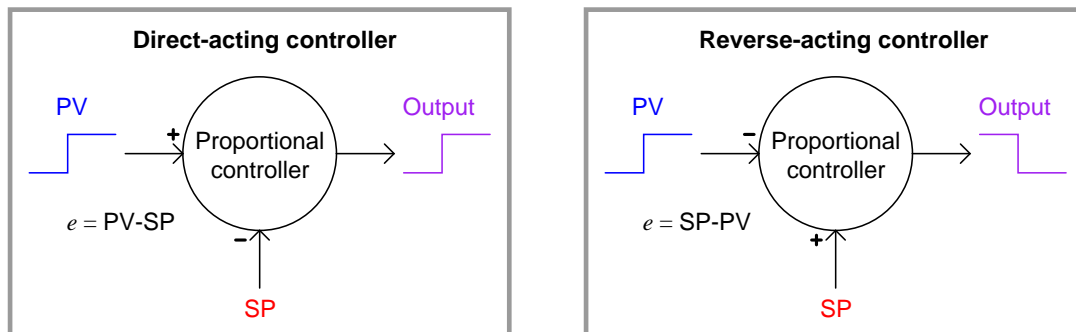 Direct-acting controller
PV
Output
+
Proportional
controller
e = PV-SP
−
SP
Reverse-acting controller
PV
Output
−
Proportional
controller
e = SP-PV
+
SP